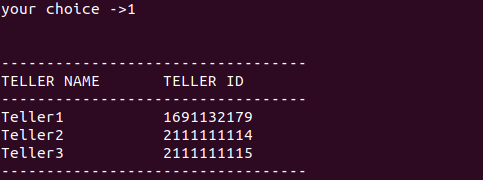 your choice ->1
----------------------------------
TELLER NAME       TELLER ID
----------------------------------
Teller1           1691132179
Teller2           2111111114
Teller3           2111111115
----------------------------------